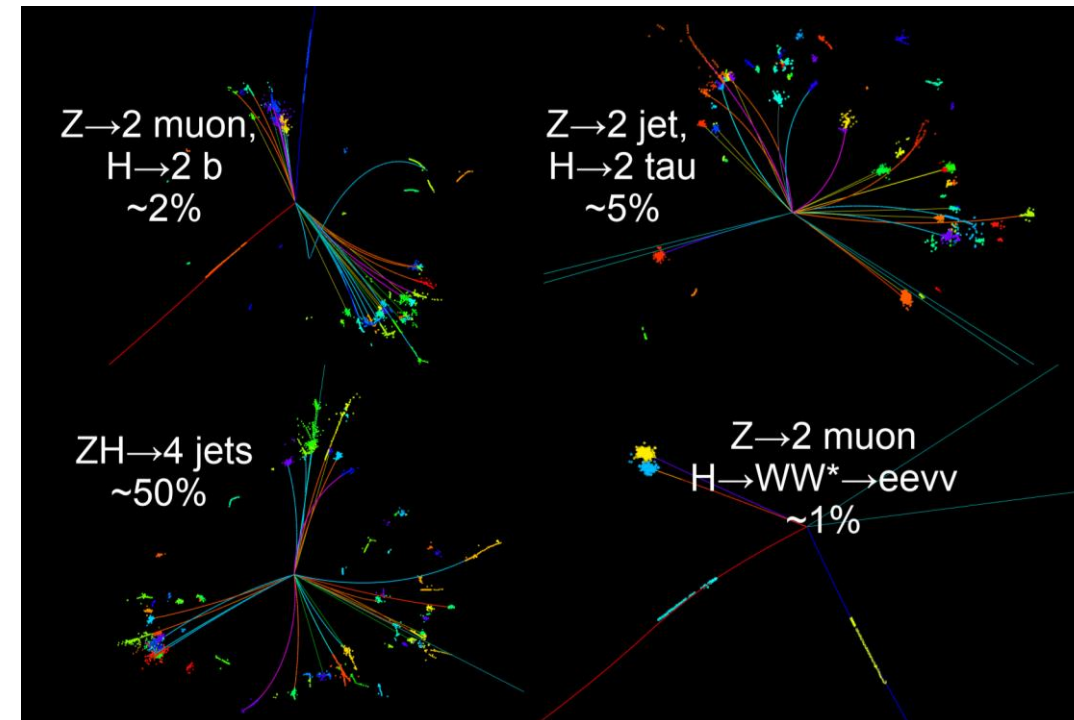 Z→2 muon,
H→2 b
~2%
Z→2 jet,
H→2 tau
~5%
ZH→4 jets
~50%
Z→2 muon
H→WW*→eevv
~1%